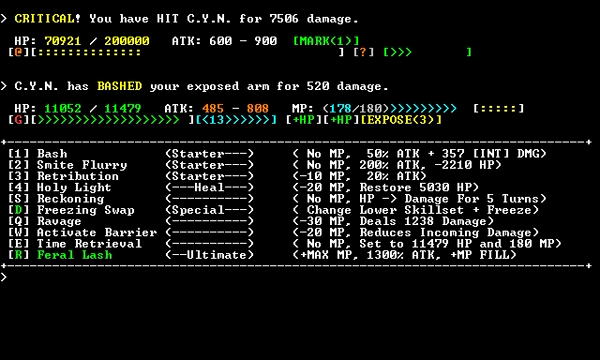 > CRITICAL! You have HIT C.Y.N. for 7506 damage.
HP: 70921 / 200000 ATK: 600 - 900 [MARK(1)]
[@][:::::::::::::: ] [?] [>>> ]
> C.Y.N. has BASHED your exposed arm for 520 damage.
HP: 11052 / 11479 ATK: 485 - 808 MP: <178/180>>>>>>>>>>> [:::::]
[G][>>>>>>>>>>>>>>>>>>>> ][<13>>>>>>>] [+HP][+HP][EXPOSE(3)]
[1] Bash (Starter---) ( No MP, 50% ATK + 357 [INT] DMG)
[2] Smite Flurry (Starter---) ( No MP, 200% ATK, -2210 HP)
[3] Retribution (Starter---) (-10 MP, 20% ATK)
[4] Holy Light (---Heal---) (-20 MP, Restore 5030 HP)
[S] Reckoning (----------) ( No MP, HP -> Damage For 5 Turns)
[D] Freezing Swap (Special---) ( Change Lower Skillset + Freeze)
[Q] Ravage (----------) (-30 MP, Deals 1238 Damage)
[W] Activate Barrier (----------) (-20 MP, Reduces Incoming Damage)
[E] Time Retrieval (----------) ( No MP, Set to 11479 HP and 180 MP)
[R] Feral Lash (--Ultimate) (+MAX MP, 1300% ATK, +MP FILL)
>